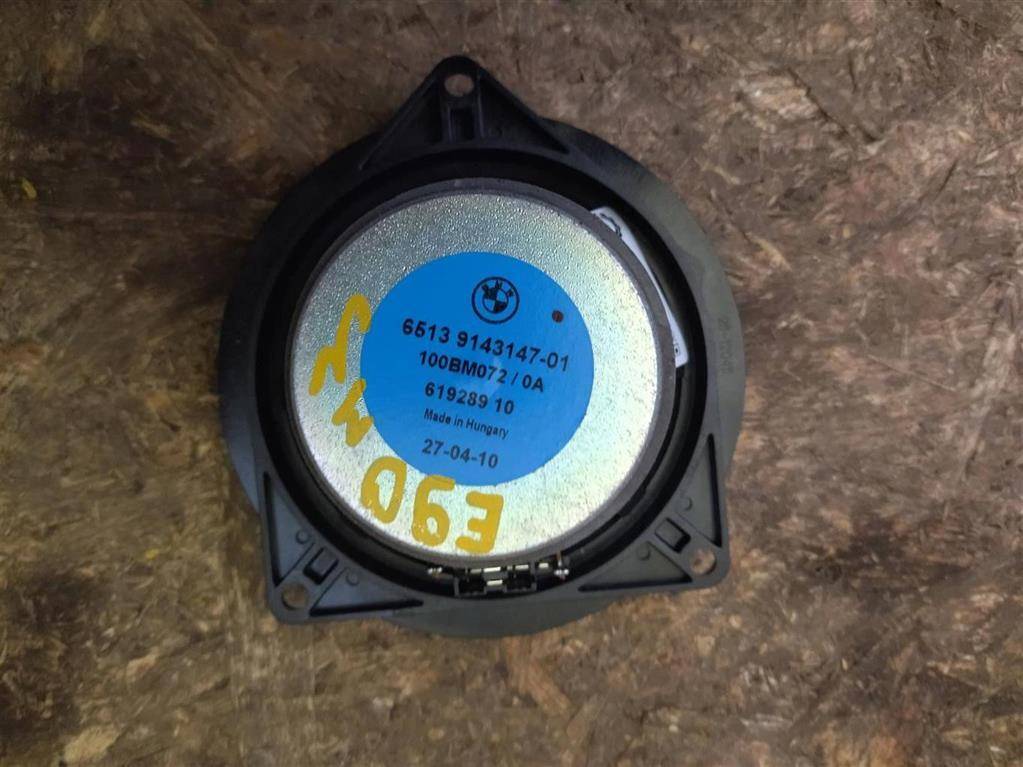 6513 9143147-01
100BM072 / 0A
619289 10
Made in Hungary
27-04-10
E90